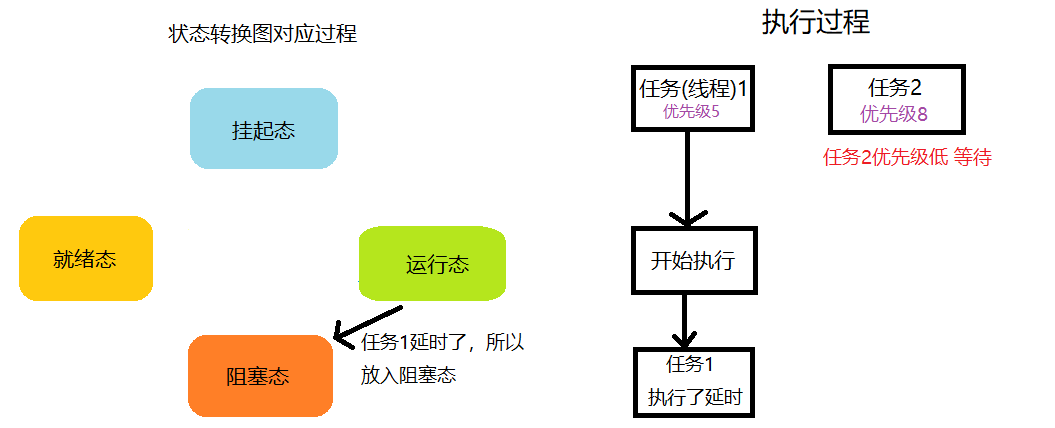 状态转换图对应过程
挂起态
就绪态
运行态
任务1延时了，所以
放入阻塞态
阻塞态
执行过程
任务(线程)1
优先级5
任务2
优先级8
任务2优先级低 等待
开始执行
任务1
执行了延时